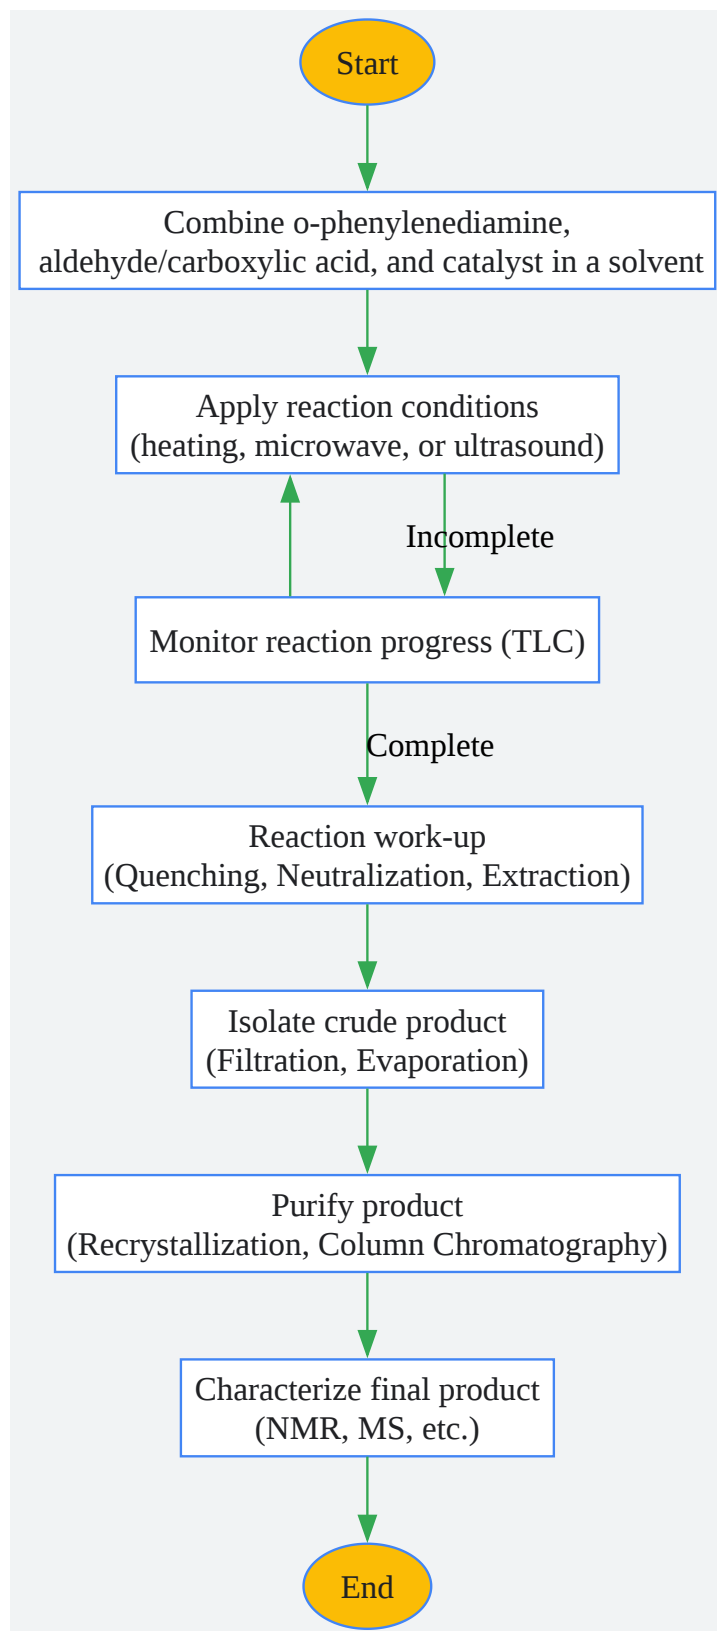 Start
Combine o-phenylenediamine,
aldehyde/carboxylic acid, and catalyst in a solvent
Apply reaction conditions
(heating, microwave, or ultrasound)
Incomplete
Monitor reaction progress (TLC)
Complete
Reaction work-up
(Quenching, Neutralization, Extraction)
Isolate crude product
(Filtration, Evaporation)
Purify product
(Recrystallization, Column Chromatography)
Characterize final product
(NMR, MS, etc.)
End